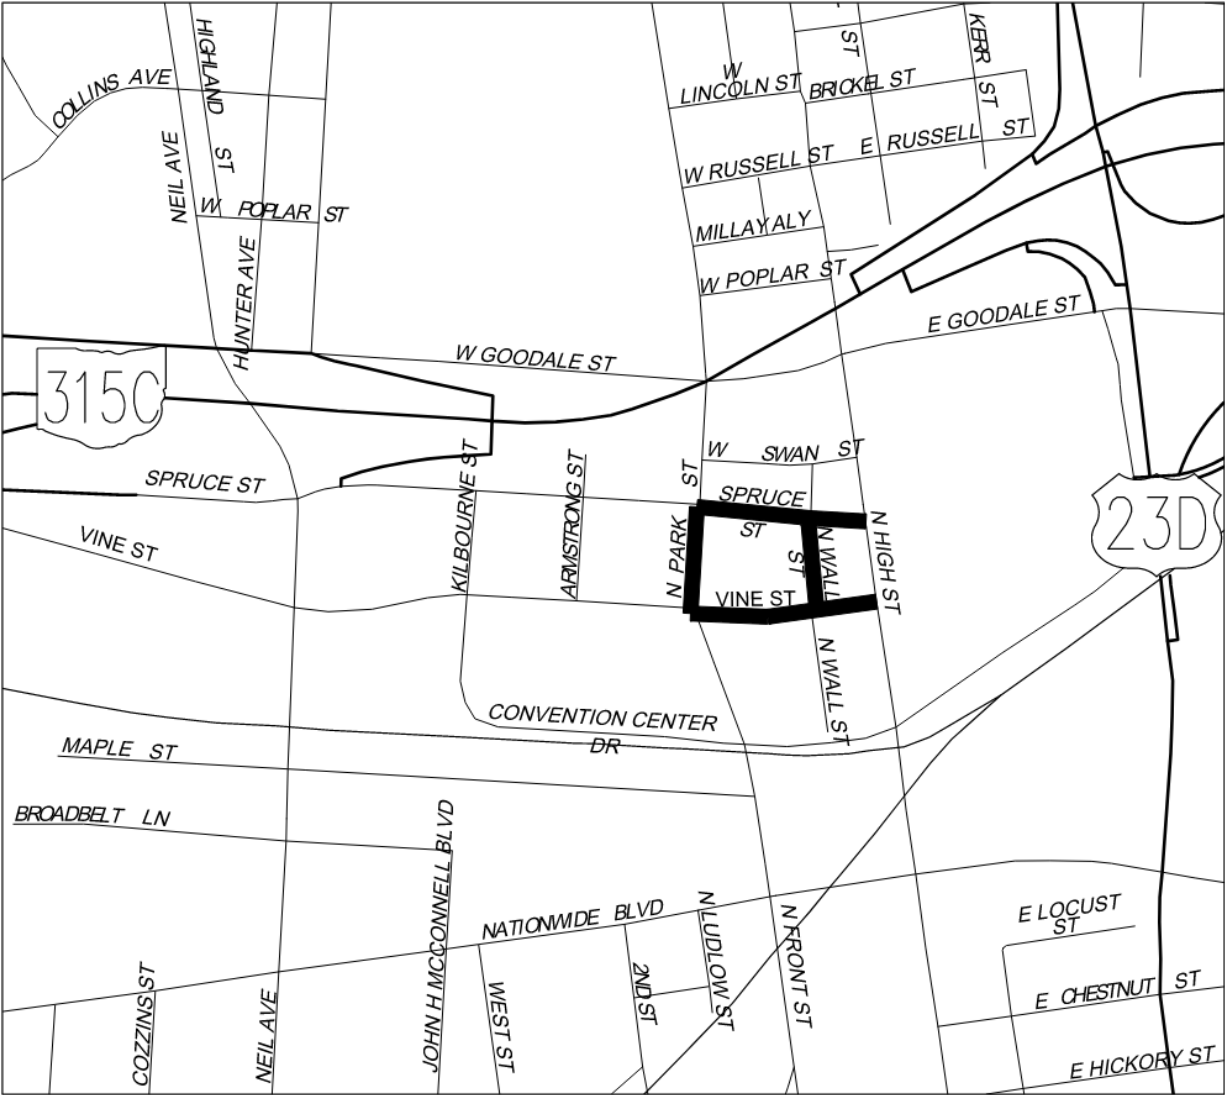 HIGHLAND ST
COLLINS AVE
NEIL AVE
W POPLAR ST
HUNTER AVE
W
LINCOLN ST
BRICKEL ST
ST
KERR ST
W RUSSELL ST
E RUSSELL ST
MILLAY ALY
W POPLAR ST
E GOODALE ST
W GOODALE ST
315C
SPRUCE ST
VINE ST
KILBOURNE ST
ARMSTRONG ST
N PARK ST
W SWAN ST
SPRUCE
ST
N WALL
ST
VINE ST
N HIGH ST
23D
N WALL ST
CONVENTION CENTER
DR
MAPLE ST
BROADBELT LN
JOHN H MCCONNELL BLVD
NATIONWIDE BLVD
N LUDLOW ST
N FRONT ST
2ND ST
WEST ST
COZZINS ST
NEIL AVE
E LOCUST
ST
E CHESTNUT ST
E HICKORY ST